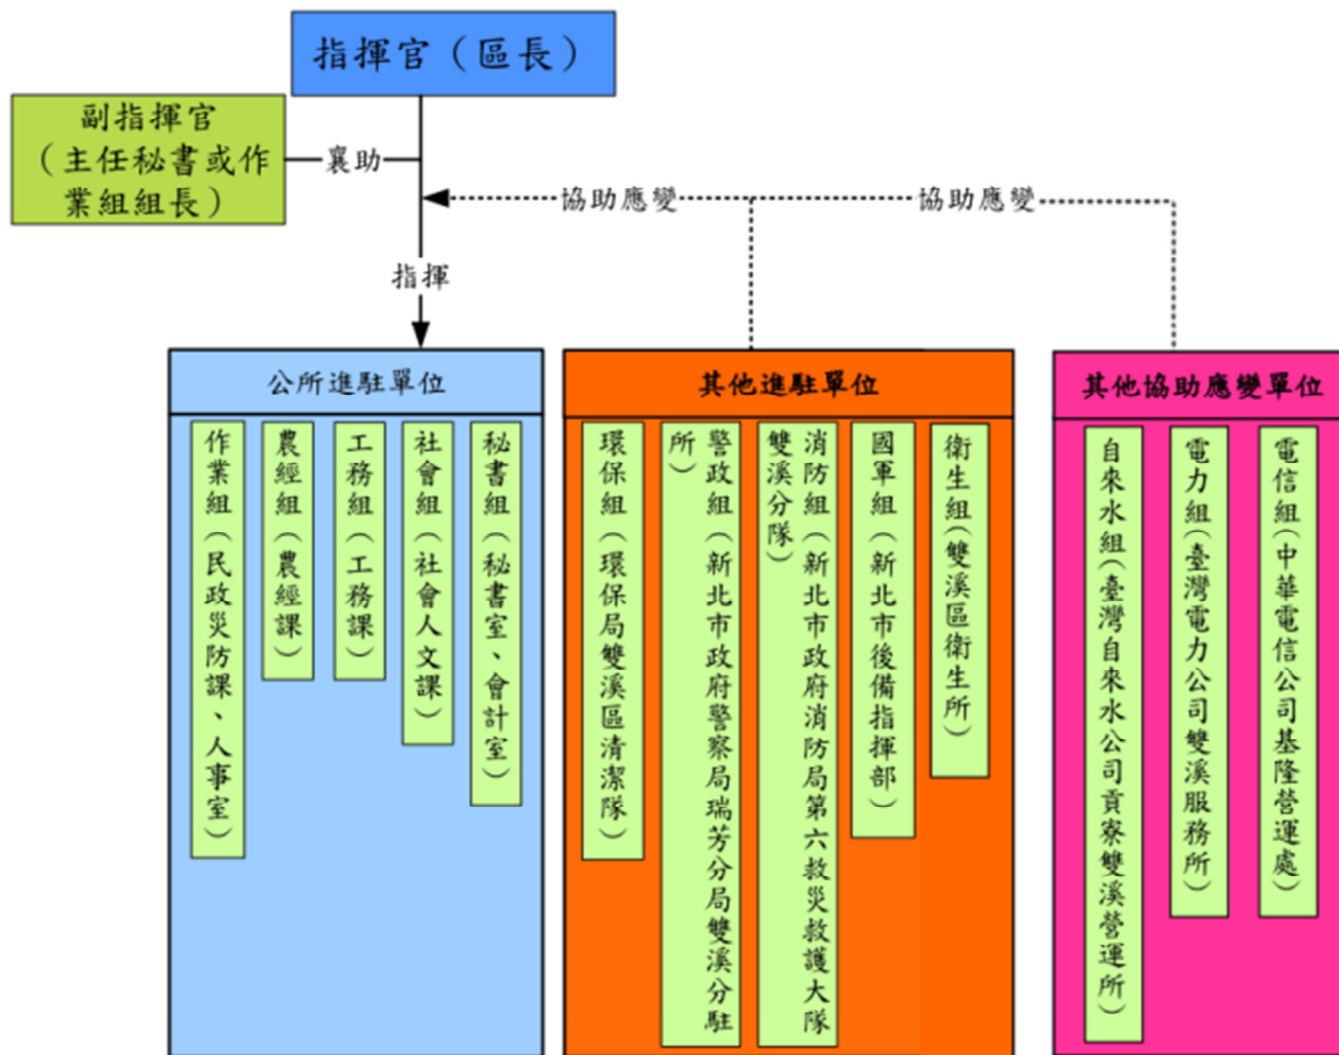 指揮官（區長）
副指揮官
（主任秘書或作
業組組長）
襄助
協助應變
協助應變
指揮
公所進駐單位
作業組（民政災防課、人事室）
農經組（農經課）
工務組（工務課）
社會組（社會人文課）
秘書組（秘書室、會計室）
其他進駐單位
環保組（環保局雙溪區清潔隊）
警政組（新北市政府警察局瑞芳分局雙溪分駐
所）
消防組（新北市政府消防局第六救災救護大隊
雙溪分隊）
國軍組（新北市後備指揮部）
衛生組（雙溪區衛生所）
其他協助應變單位
自來水組（臺灣自來水公司貢寮雙溪營運所）
電力組（臺灣電力公司雙溪服務所）
電信組（中華電信公司基隆營運處）